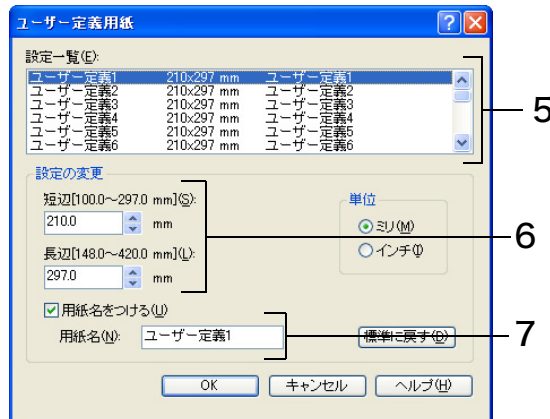 ユーザー定義用紙
設定一覧(E):
ユーザー定義1 210x297 mm ユーザー定義1
ユーザー定義2 210x297 mm ユーザー定義2
ユーザー定義3 210x297 mm ユーザー定義3
ユーザー定義4 210x297 mm ユーザー定義4
ユーザー定義5 210x297 mm ユーザー定義5
ユーザー定義6 210x297 mm ユーザー定義6
5
設定の変更
短辺[100.0～297.0 mm](S):
210.0 mm
長辺[148.0～420.0 mm](L):
297.0 mm
単位
ミリ(M)
インチ(I)
6
用紙名をつける(U)
用紙名(N): ユーザー定義1
標準に戻す(D)
7
OK キャンセル ヘルプ(H)